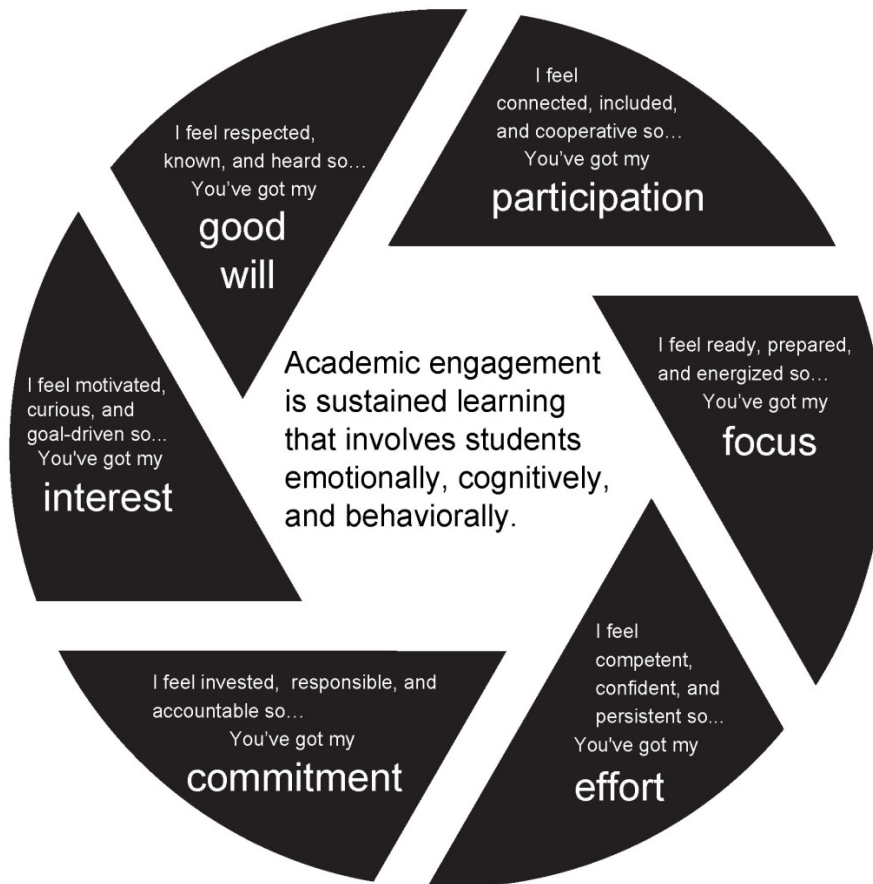 I feel respected,
known, and heard so…
You’ve got my
good
will
I feel
connected, included,
and cooperative so…
You’ve got my
participation
I feel ready, prepared,
and energized so…
You’ve got my
focus
I feel
competent,
confident, and
persistent so...
You've got my
effort
I feel invested,  responsible, and
accountable so…
You’ve got my
commitment
I feel motivated,
curious, and
goal-driven so...
You've got my
interest
Academic engagement
is sustained learning
that involves students
emotionally, cognitively,
and behaviorally.